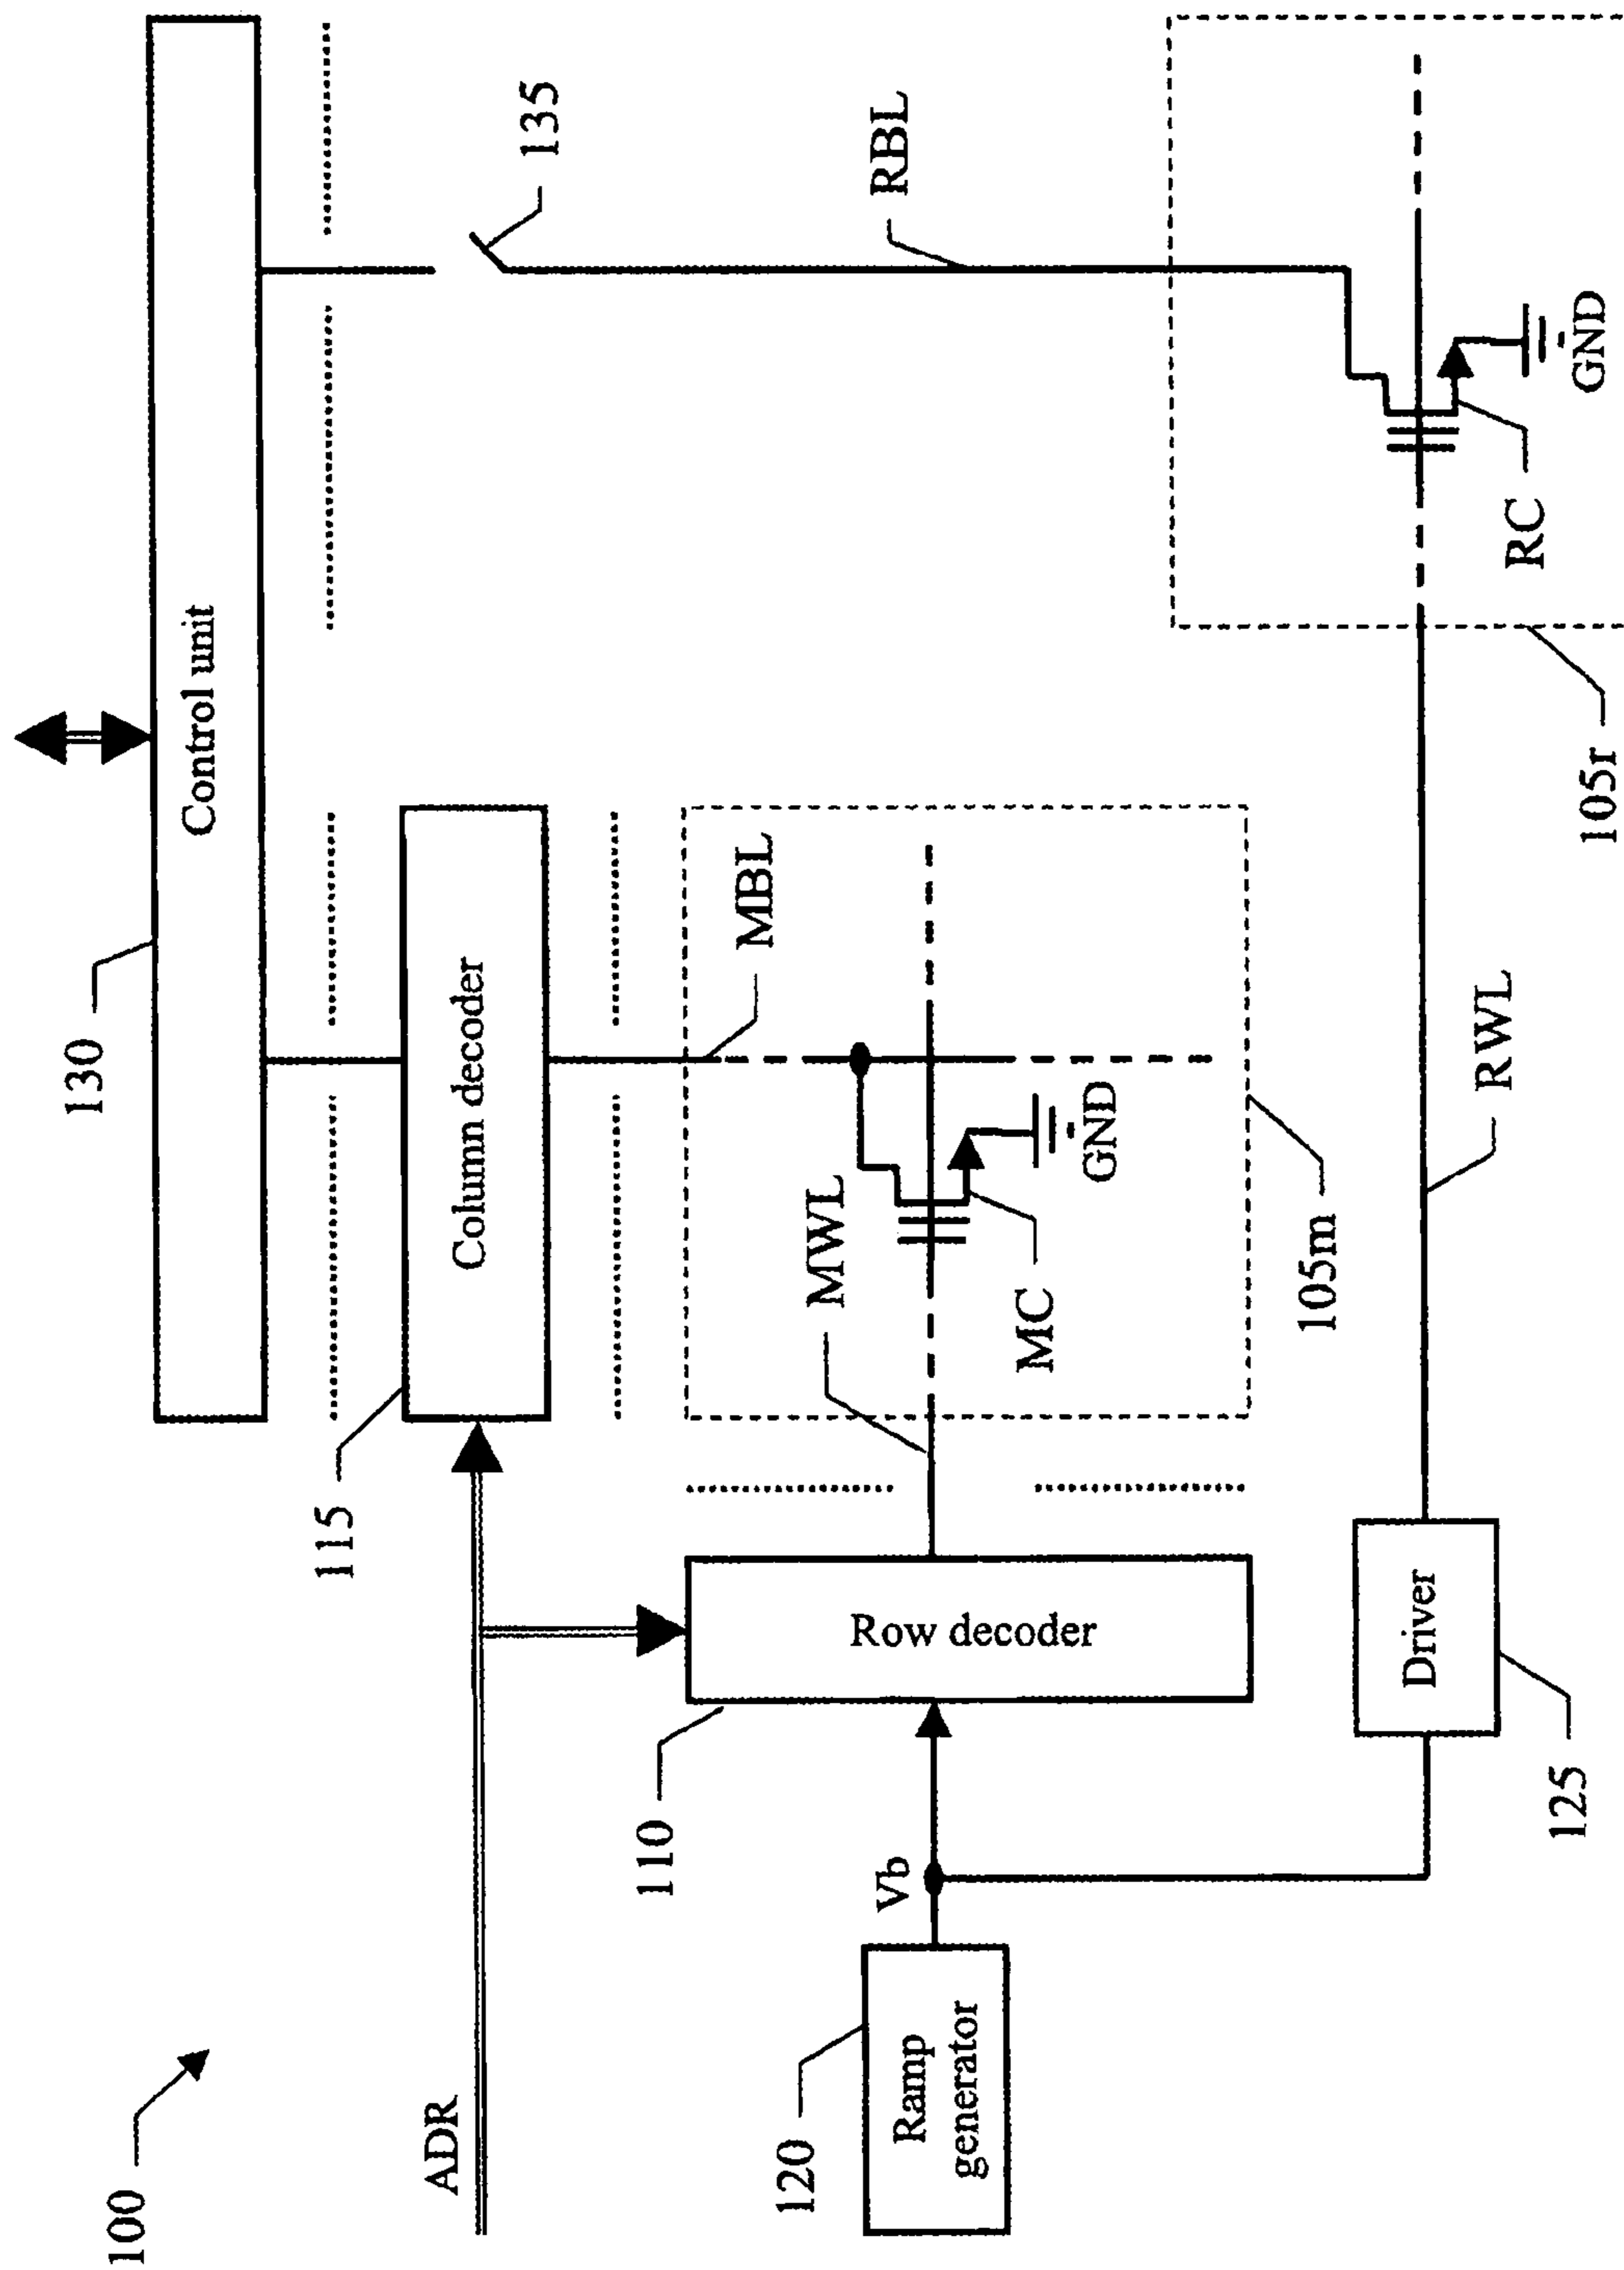 100
ADR
120
Ramp
generator
Vb
110
Row decoder
125
Driver
115
Column decoder
130
Control unit
MWL
MC
GND
MBL
105m
RWL
105r
RC
GND
RBL
135